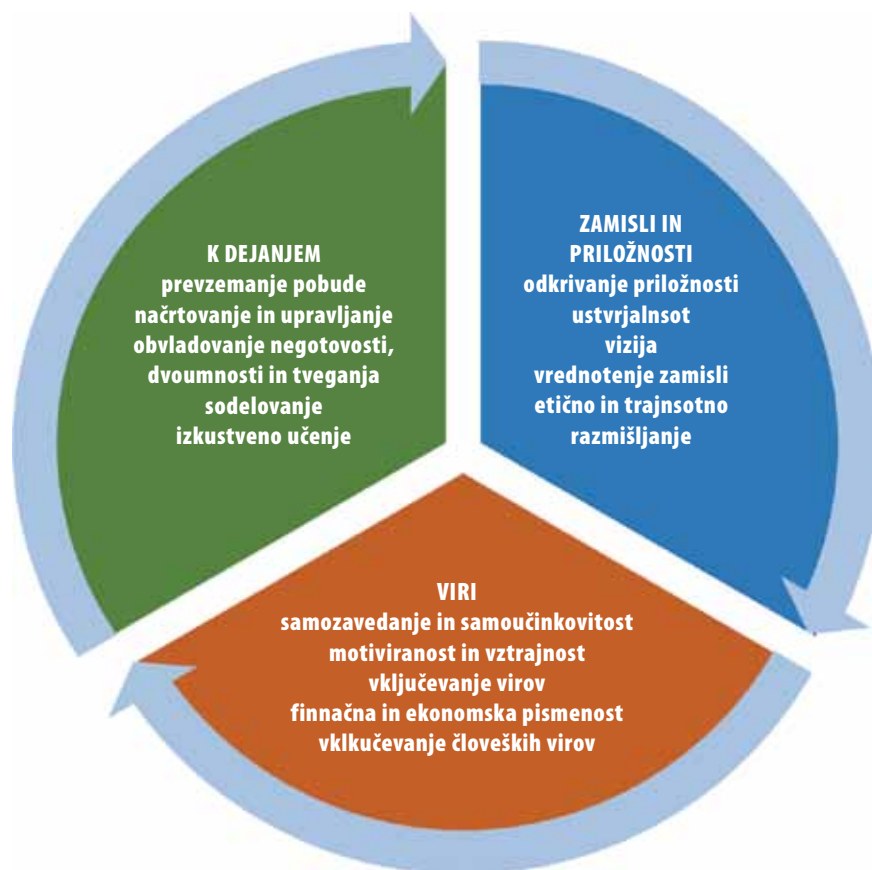 K DEJANJEM
prevzemanje pobude
načrtovanje in upravljanje
obvladovanje negotovosti,
dvoumnosti in tveganja
sodelovanje
izkustveno učenje
ZAMISLI IN
PRILOŽNOSTI
odkrivanje priložnosti
ustvrjalnsot
vizija
vrednotenje zamisli
etično in trajnsotno
razmišljanje
VIRI
samozavedanje in samoučinkovitost
motiviranost in vztrajnost
vključevanje virov
finnačna in ekonomska pismenost
vklkučevanje človeških virov